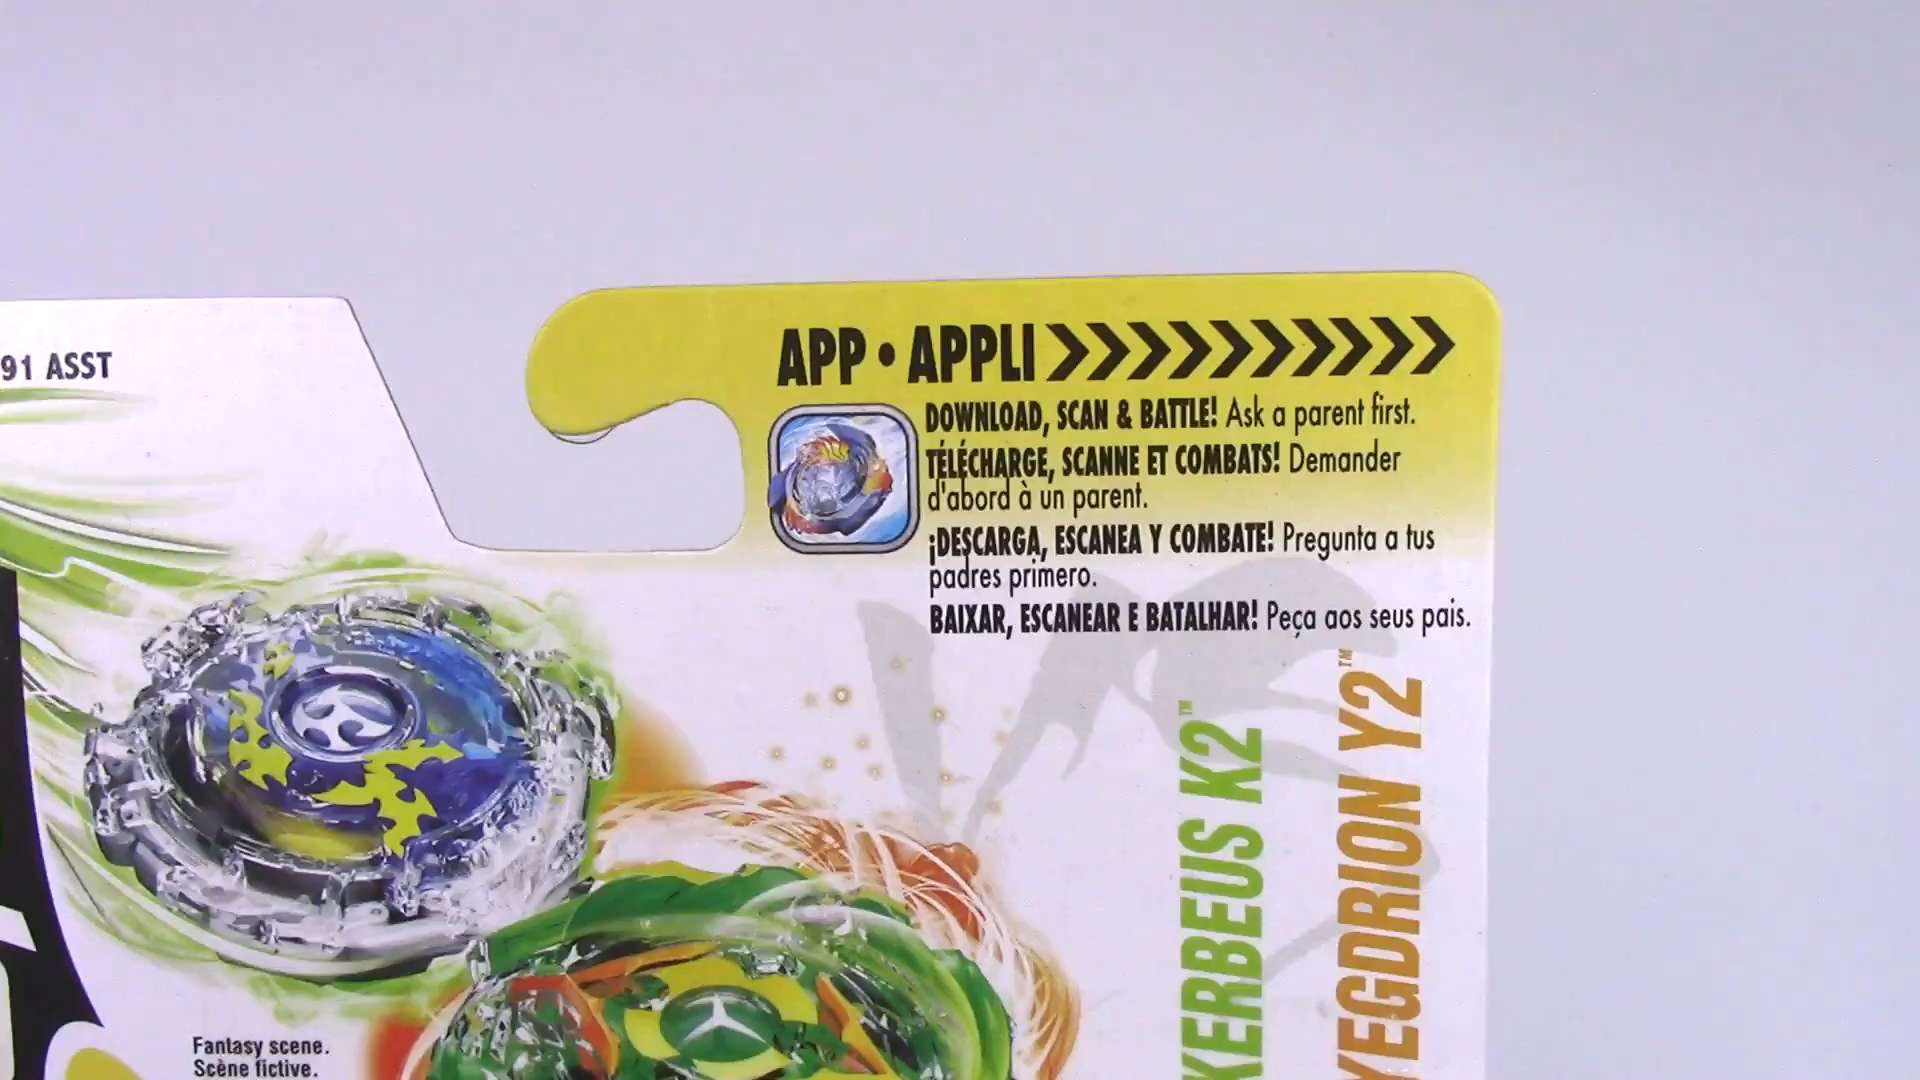 91 ASST
APP • APPLI
DOWNLOAD, SCAN & BATTLE! Ask a parent first.
TÉLÉCHARGE, SCANNE ET COMBATS! Demander
d'abord à un parent.
¡DESCARGA, ESCANEA Y COMBATE! Pregunta a tus
padres primero.
BAIXAR, ESCANEAR E BATALHAR! Peça aos seus pais.
KERBEUS K2™
YEGDRION Y2™
Fantasy scene.
Scène fictive.